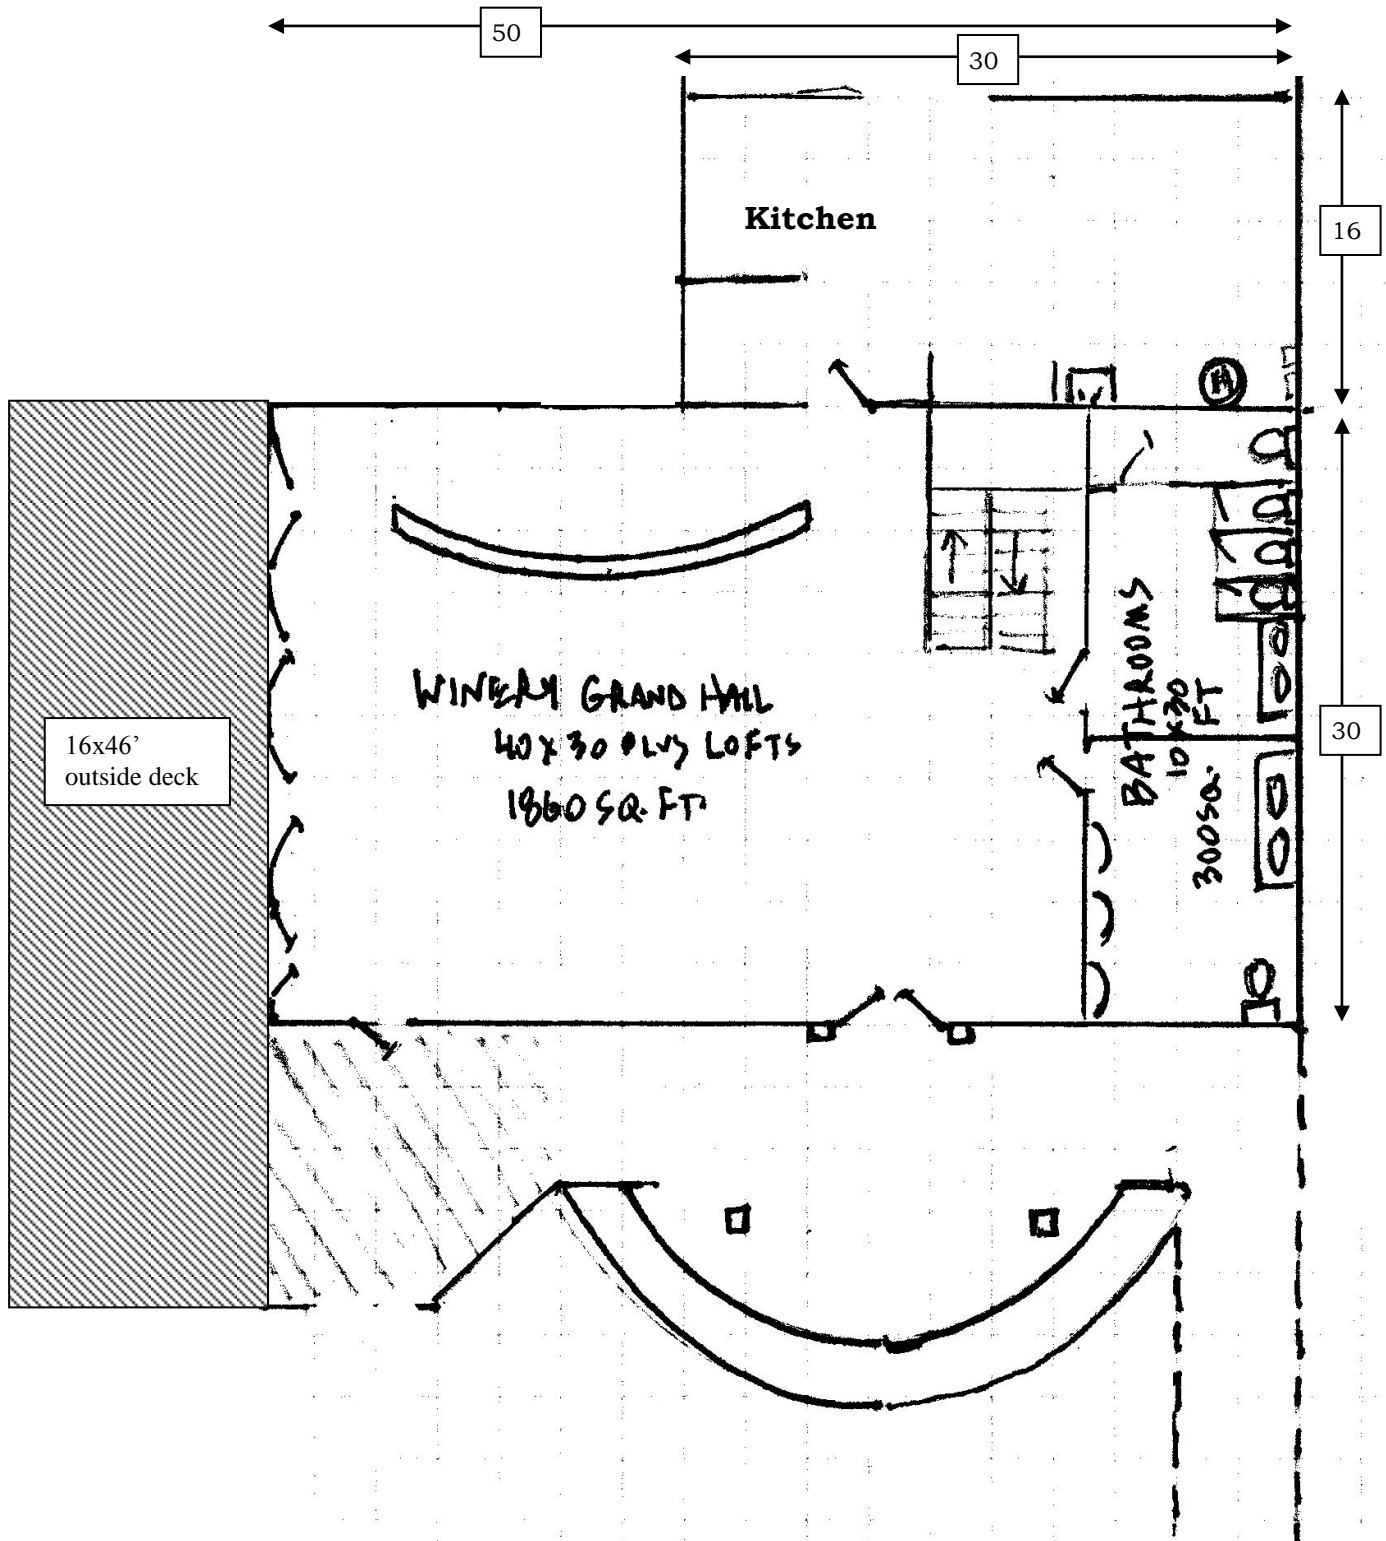 50
30
Kitchen
16
WINERY GRAND HALL
40 X 30 PLUS LOFTS
1860 SQ. FT.
BATHROOMS
10 X 30
FT
300 SQ.
16x46’
outside deck
30
H